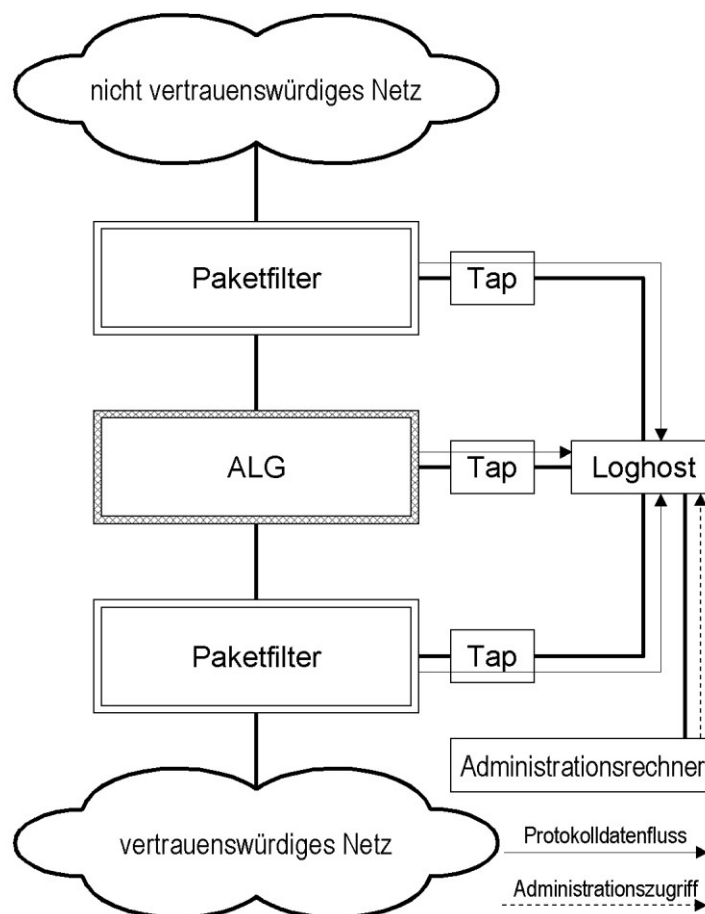 nicht vertrauenswürdiges Netz
Paketfilter
Tap
ALG
Tap
Loghost
Paketfilter
Tap
Administrationsrechner
vertrauenswürdiges Netz
Protokolldatenfluss
Administrationszugriff